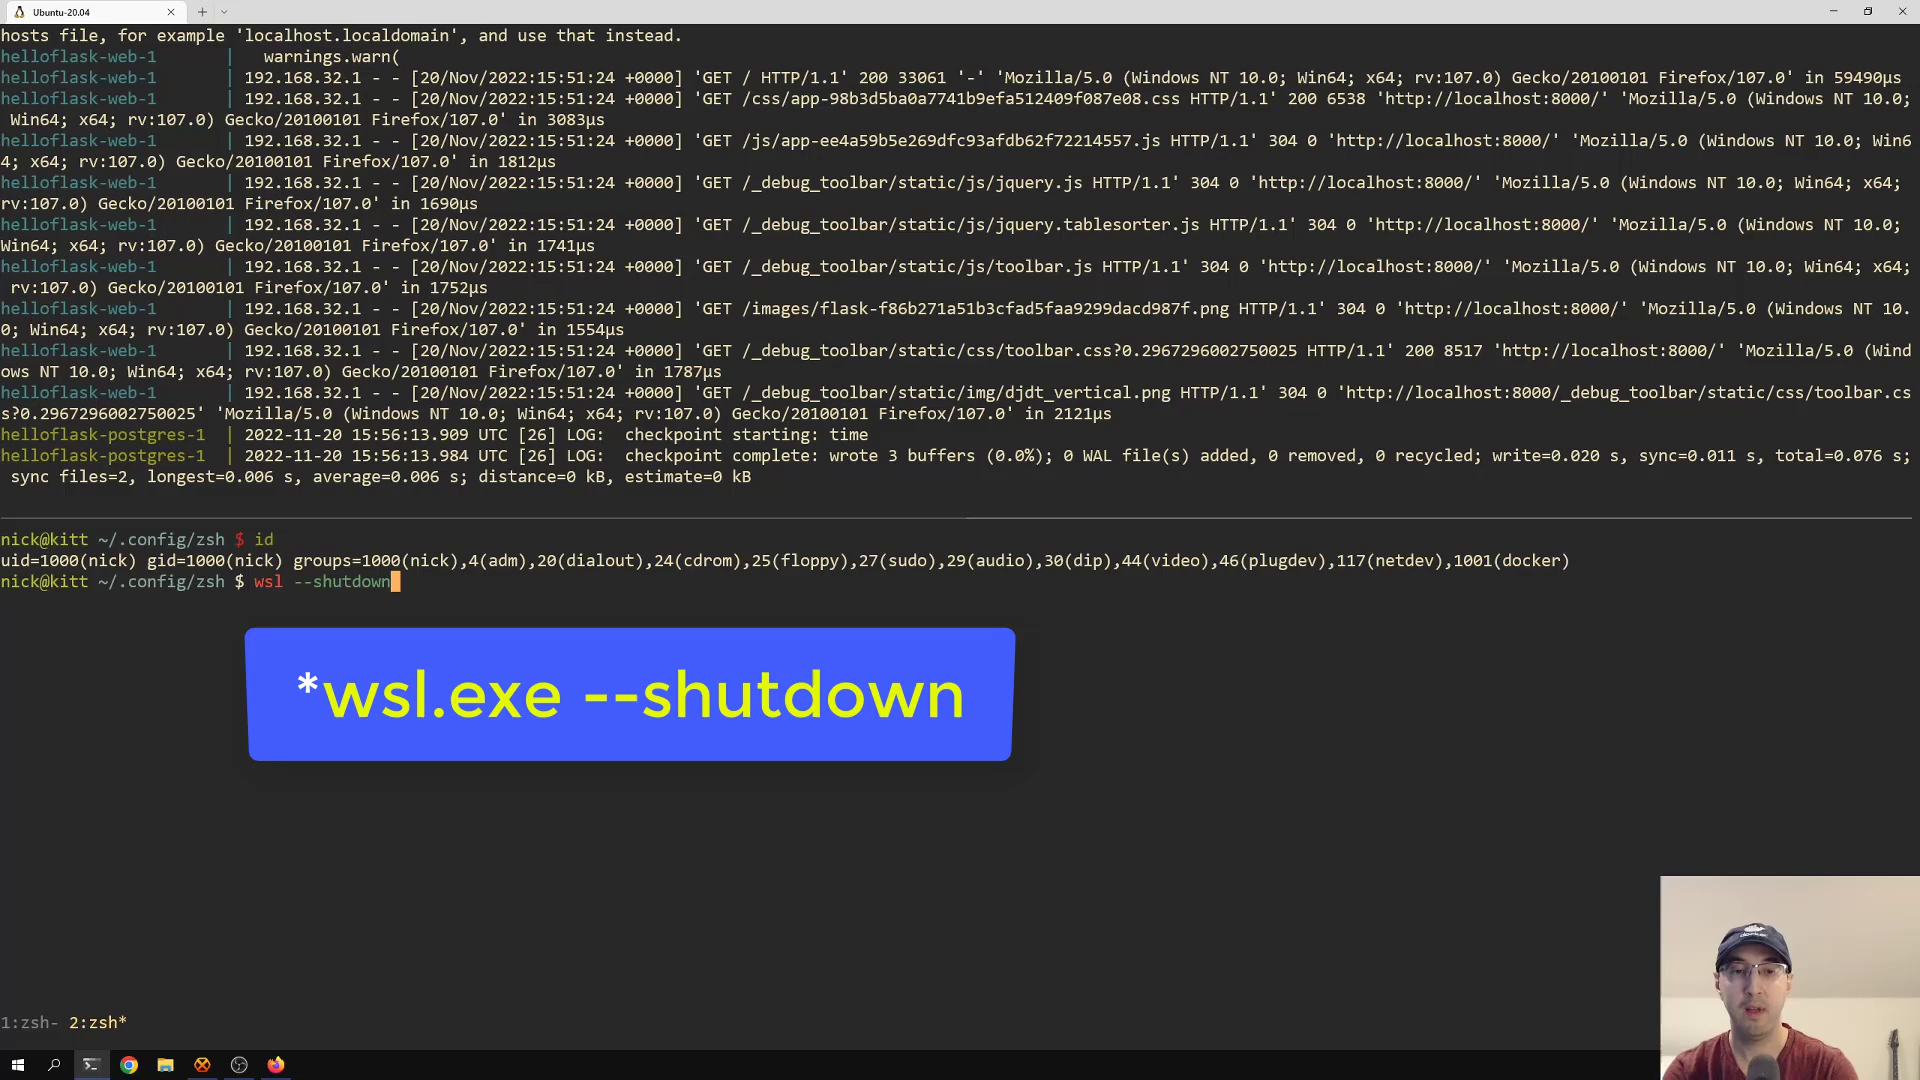 Ubuntu-20.04
hosts file, for example 'localhost.localdomain', and use that instead.
helloflask-web-1 | warnings.warn(
helloflask-web-1 | 192.168.32.1 - - [20/Nov/2022:15:51:24 +0000] 'GET / HTTP/1.1' 200 33061 '-' 'Mozilla/5.0 (Windows NT 10.0; Win64; x64; rv:107.0) Gecko/20100101 Firefox/107.0' in 59490µs
helloflask-web-1 | 192.168.32.1 - - [20/Nov/2022:15:51:24 +0000] 'GET /css/app-98b3d5ba0a7741b9efa512409f087e08.css HTTP/1.1' 200 6538 'http://localhost:8000/' 'Mozilla/5.0 (Windows NT 10.0;
Win64; x64; rv:107.0) Gecko/20100101 Firefox/107.0' in 3083µs
helloflask-web-1 | 192.168.32.1 - - [20/Nov/2022:15:51:24 +0000] 'GET /js/app-ee4a59b5e269dfc93afdb62f72214557.js HTTP/1.1' 304 0 'http://localhost:8000/' 'Mozilla/5.0 (Windows NT 10.0; Win6
4; x64; rv:107.0) Gecko/20100101 Firefox/107.0' in 1812µs
helloflask-web-1 | 192.168.32.1 - - [20/Nov/2022:15:51:24 +0000] 'GET /_debug_toolbar/static/js/jquery.js HTTP/1.1' 304 0 'http://localhost:8000/' 'Mozilla/5.0 (Windows NT 10.0; Win64; x64;
rv:107.0) Gecko/20100101 Firefox/107.0' in 1690µs
helloflask-web-1 | 192.168.32.1 - - [20/Nov/2022:15:51:24 +0000] 'GET /_debug_toolbar/static/js/jquery.tablesorter.js HTTP/1.1' 304 0 'http://localhost:8000/' 'Mozilla/5.0 (Windows NT 10.0;
Win64; x64; rv:107.0) Gecko/20100101 Firefox/107.0' in 1741µs
helloflask-web-1 | 192.168.32.1 - - [20/Nov/2022:15:51:24 +0000] 'GET /_debug_toolbar/static/js/toolbar.js HTTP/1.1' 304 0 'http://localhost:8000/' 'Mozilla/5.0 (Windows NT 10.0; Win64; x64;
rv:107.0) Gecko/20100101 Firefox/107.0' in 1752µs
helloflask-web-1 | 192.168.32.1 - - [20/Nov/2022:15:51:24 +0000] 'GET /images/flask-f86b271a51b3cfad5faa9299dacd987f.png HTTP/1.1' 304 0 'http://localhost:8000/' 'Mozilla/5.0 (Windows NT 10.
0; Win64; x64; rv:107.0) Gecko/20100101 Firefox/107.0' in 1554µs
helloflask-web-1 | 192.168.32.1 - - [20/Nov/2022:15:51:24 +0000] 'GET /_debug_toolbar/static/css/toolbar.css?0.2967296002750025 HTTP/1.1' 200 8517 'http://localhost:8000/' 'Mozilla/5.0 (Wind
ows NT 10.0; Win64; x64; rv:107.0) Gecko/20100101 Firefox/107.0' in 1787µs
helloflask-web-1 | 192.168.32.1 - - [20/Nov/2022:15:51:24 +0000] 'GET /_debug_toolbar/static/img/djdt_vertical.png HTTP/1.1' 304 0 'http://localhost:8000/_debug_toolbar/static/css/toolbar.cs
s?0.2967296002750025' 'Mozilla/5.0 (Windows NT 10.0; Win64; x64; rv:107.0) Gecko/20100101 Firefox/107.0' in 2121µs
helloflask-postgres-1 | 2022-11-20 15:56:13.909 UTC [26] LOG: checkpoint starting: time
helloflask-postgres-1 | 2022-11-20 15:56:13.984 UTC [26] LOG: checkpoint complete: wrote 3 buffers (0.0%); 0 WAL file(s) added, 0 removed, 0 recycled; write=0.020 s, sync=0.011 s, total=0.076 s;
sync files=2, longest=0.006 s, average=0.006 s; distance=0 kB, estimate=0 kB
nick@kitt ~/.config/zsh $ id
uid=1000(nick) gid=1000(nick) groups=1000(nick),4(adm),20(dialout),24(cdrom),25(floppy),27(sudo),29(audio),30(dip),44(video),46(plugdev),117(netdev),1001(docker)
nick@kitt ~/.config/zsh $ wsl --shutdown
*wsl.exe --shutdown
1:zsh- 2:zsh*